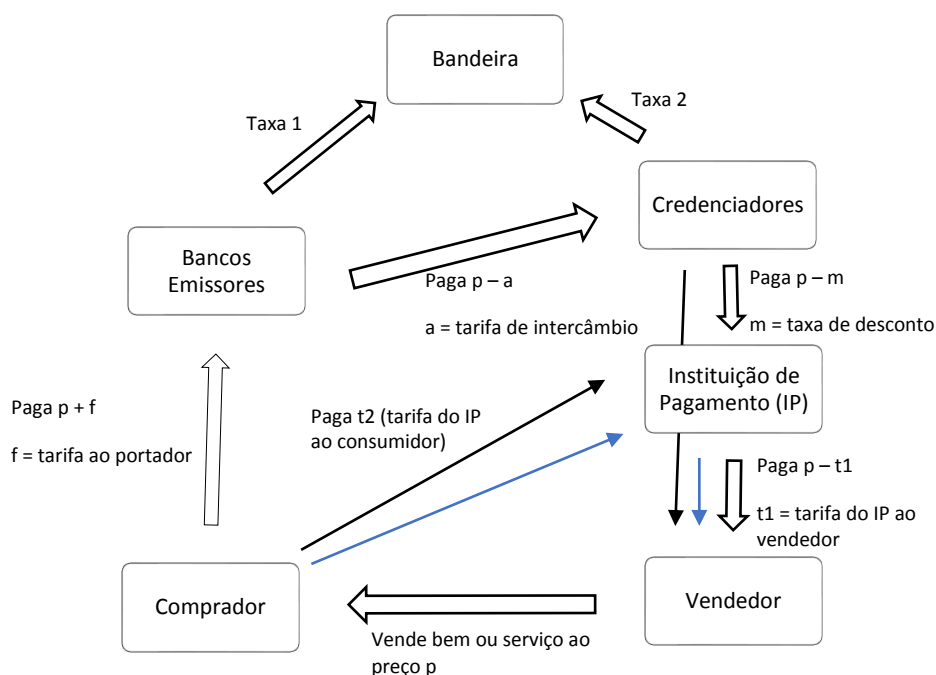 Bandeira
Taxa 1
Taxa 2
Credenciadores
Bancos
Emissores
Paga p – a
a = tarifa de intercâmbio
Paga p – m
m = taxa de desconto
Instituição de
Pagamento (IP)
Paga p + f
f = tarifa ao portador
Paga t2 (tarifa do IP
ao consumidor)
Paga p – t1
t1 = tarifa do IP ao
vendedor
Comprador
Vendedor
Vende bem ou serviço ao
preço p